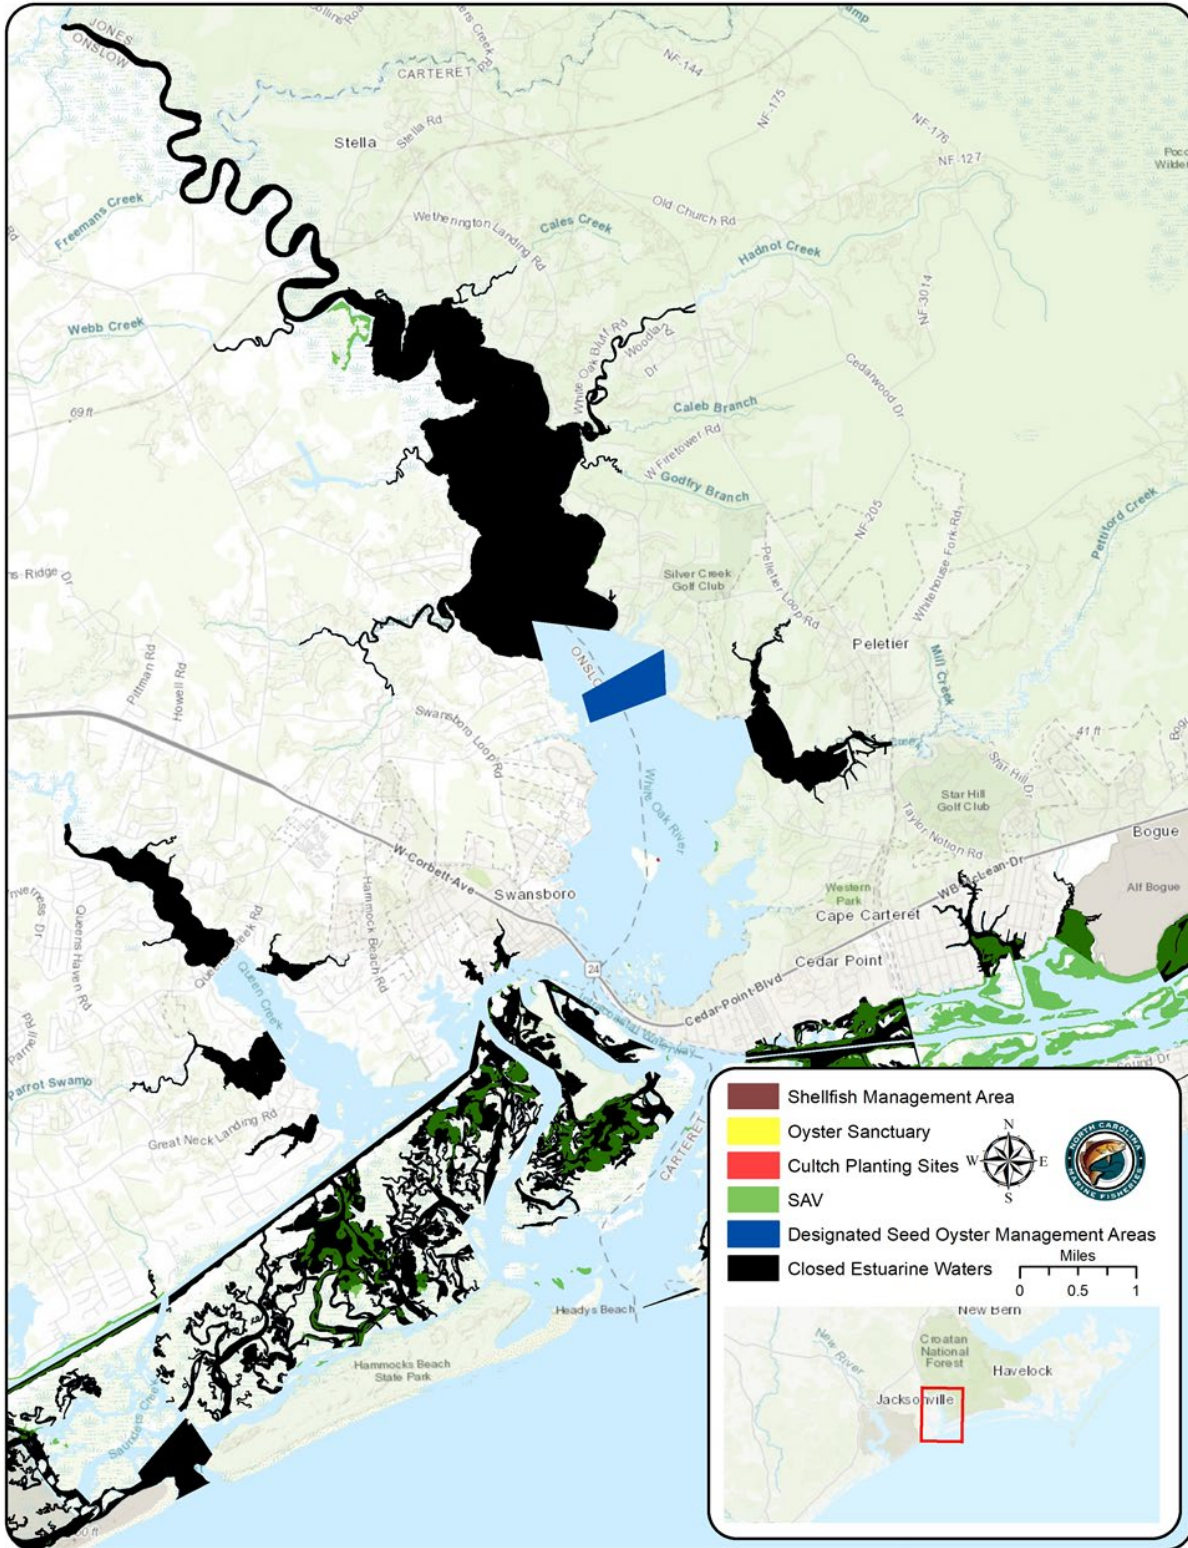 JONES
ONSLOW
CARTERET
NF-144
NF-175
NF-176
NF-127
Stella
Stella Rd
Freemans Creek
Wetherington Landing Rd
Cales Creek
Old Church Rd
Hadnot Creek
NF-3014
Webb Creek
White Oak Bluff Rd
Dr
Cedarwood Dr
69 ft
Caleb Branch
W Firetower Rd
Godfry Branch
NF-205
Whitehouse Fork Rd
Pettiford Creek
Silver Creek
Golf Club
Pelletier Loop Rd
Peletier
Mill Creek
Pittman Rd
Howell Rd
Swansboro Loop Rd
White Oak River
41 ft
Star Hill Dr
Star Hill
Golf Club
Taylor Notion Rd
Bogue
W-Corbett-Ave
Swansboro
WB McLean-Dr
Alf Bogue
Western
Park
Cape Carteret
Cedar Point
24
Cedar-Point-Blvd
Queens Haven Rd
Hammock Beach Rd
Queen Creek
Parnell Rd
Parrot Swamp
Great Neck Landing Rd
CARTERET
Headys Beach
Hammocks Beach
State Park
Saunders Creek
Shellfish Management Area
Oyster Sanctuary
Cultch Planting Sites
SAV
Designated Seed Oyster Management Areas
Closed Estuarine Waters
N
W
E
S
NORTH CAROLINA
MARINE FISHERIES
Miles
0 0.5 1
New Bern
Croatan
National
Forest
New River
Havelock
Jacksonville